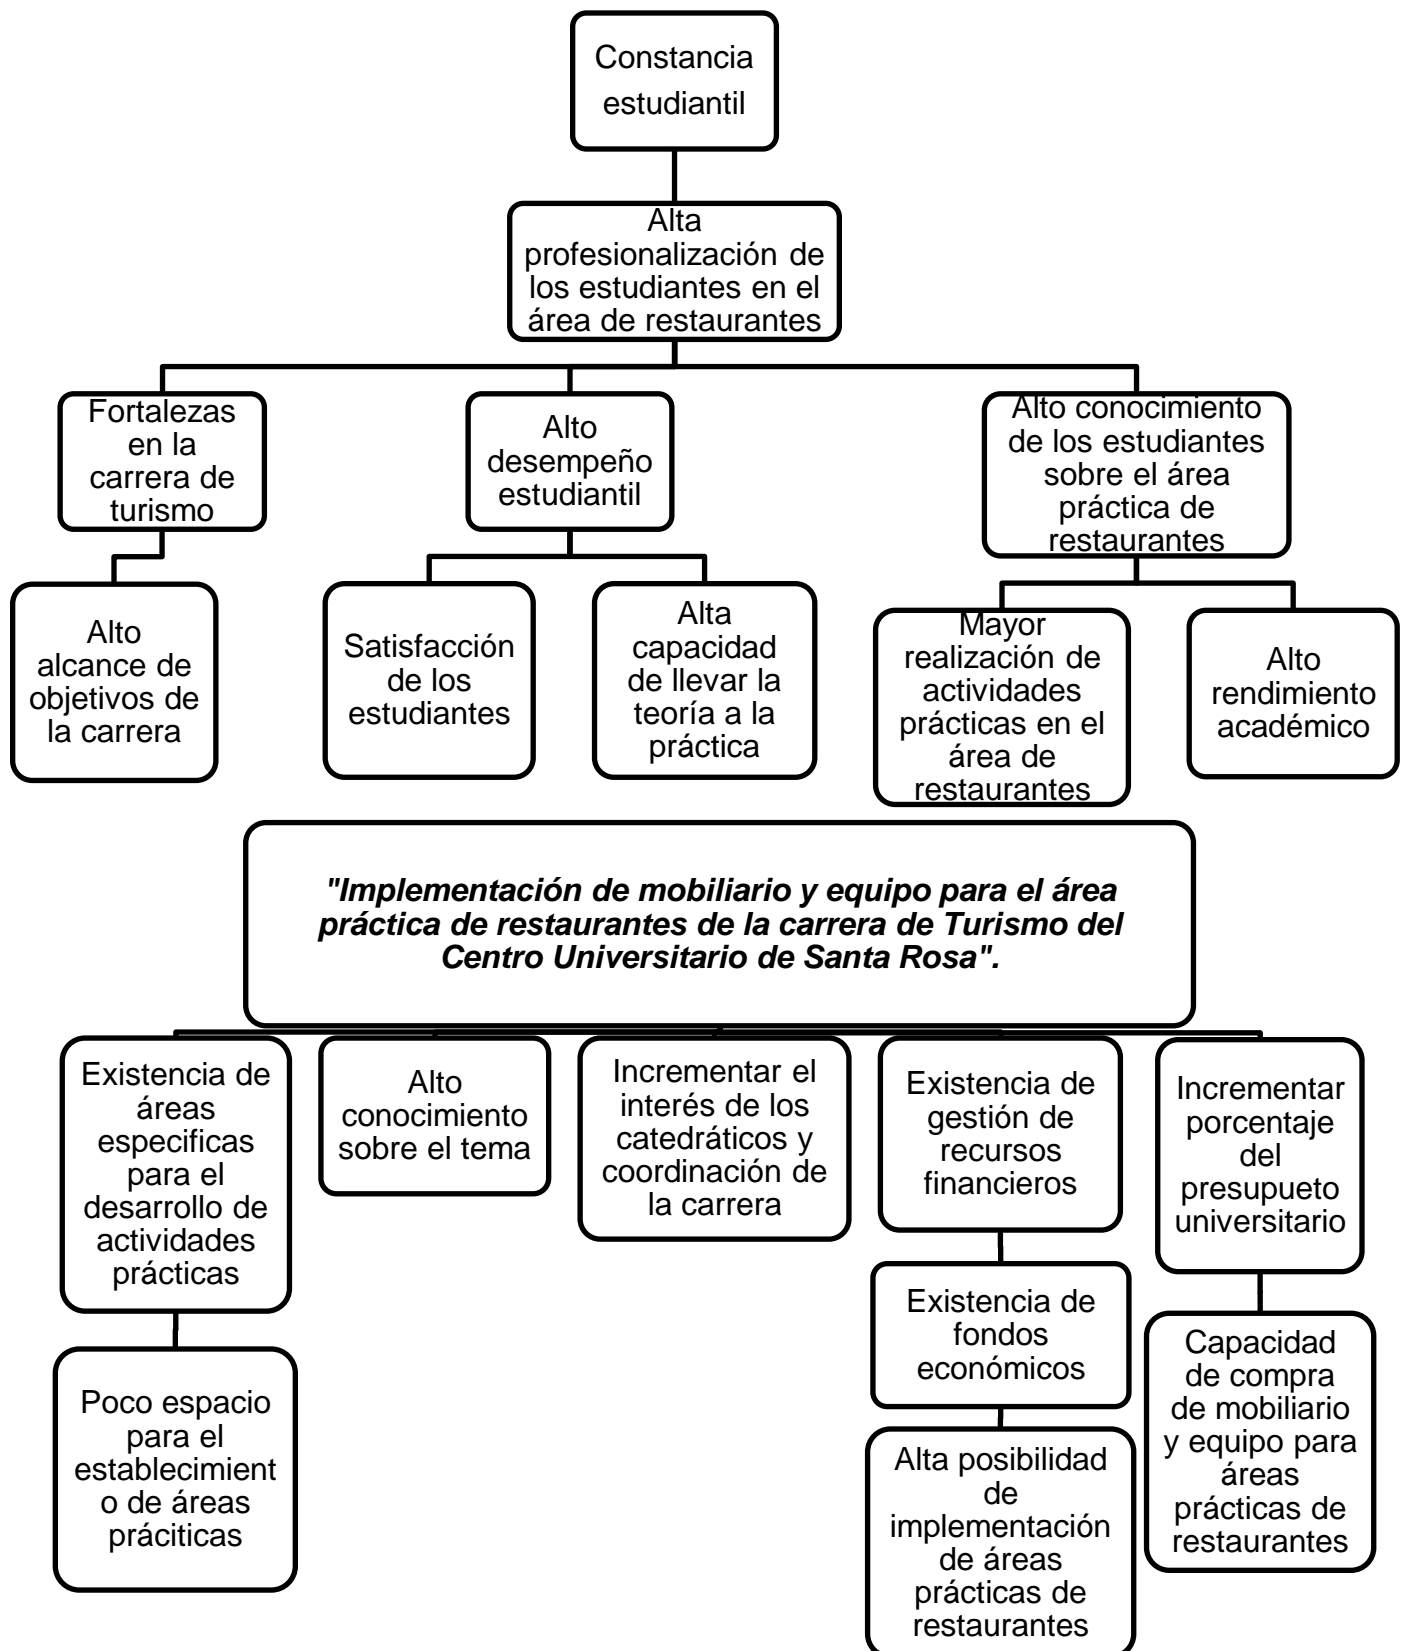 Constancia
estudiantil
Alta
profesionalización de
los estudiantes en el
área de restaurantes
Fortalezas
en la
carrera de
turismo
Alto
desempeño
estudiantil
Alto conocimiento
de los estudiantes
sobre el área
práctica de
restaurantes
Alto
alcance de
objetivos de
la carrera
Satisfacción
de los
estudiantes
Alta
capacidad
de llevar la
teoría a la
práctica
Mayor
realización de
actividades
prácticas en el
área de
restaurantes
Alto
rendimiento
académico
"Implementación de mobiliario y equipo para el área
práctica de restaurantes de la carrera de Turismo del
Centro Universitario de Santa Rosa".
Existencia de
áreas
especificas
para el
desarrollo de
actividades
prácticas
Alto
conocimiento
sobre el tema
Incrementar el
interés de los
catedráticos y
coordinación de
la carrera
Existencia de
gestión de
recursos
financieros
Incrementar
porcentaje
del
presupueto
universitario
Poco espacio
para el
establecimient
o de áreas
práciticas
Existencia de
fondos
económicos
Capacidad
de compra
de mobiliario
y equipo para
áreas
prácticas de
restaurantes
Alta posibilidad
de
implementación
de áreas
prácticas de
restaurantes